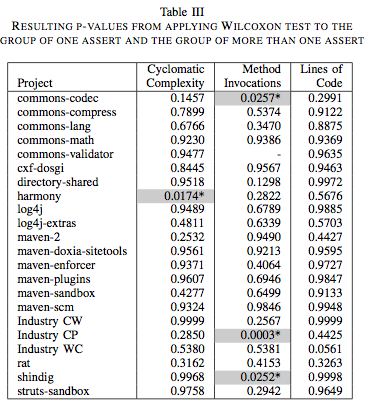 Table III
RESULTING P-VALUES FROM APPLYING WILCOXON TEST TO THE
GROUP OF ONE ASSERT AND THE GROUP OF MORE THAN ONE ASSERT
Project Cyclomatic Complexity Method Invocations Lines of Code
commons-codec 0.1457 0.0257* 0.2991
commons-compress 0.7899 0.5374 0.9122
commons-lang 0.6766 0.3470 0.8875
commons-math 0.9230 0.9386 0.9369
commons-validator 0.9477 - 0.9635
cxf-dosgi 0.8445 0.9567 0.9463
directory-shared 0.9518 0.1298 0.9972
harmony 0.0174* 0.2822 0.5676
log4j 0.9489 0.6789 0.9885
log4j-extras 0.4811 0.6339 0.5703
maven-2 0.2532 0.9490 0.4427
maven-doxia-sitetools 0.9561 0.9213 0.9595
maven-enforcer 0.9371 0.4064 0.9727
maven-plugins 0.9607 0.6946 0.9847
maven-sandbox 0.4277 0.6499 0.9133
maven-scm 0.9324 0.9846 0.9948
Industry CW 0.9999 0.2567 0.9999
Industry CP 0.2850 0.0003* 0.4425
Industry WC 0.5380 0.5381 0.0561
rat 0.3162 0.4153 0.3263
shindig 0.9968 0.0252* 0.9998
struts-sandbox 0.9758 0.2942 0.9649